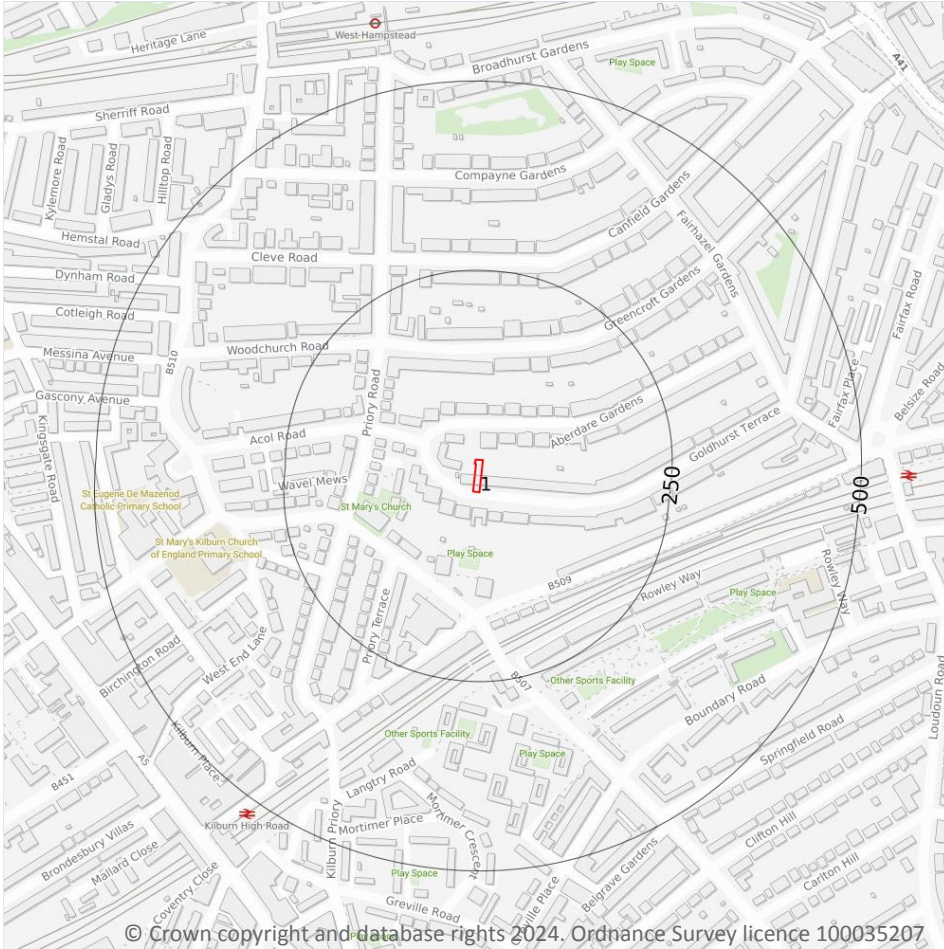 Heritage Lane
West Hampstead
Broadhurst Gardens
Play Space
A41
Sherriff Road
Kylemore Road
Gladys Road
Hilltop Road
Compayne Gardens
Canfield Gardens
Fairhazel Gardens
Hemstal Road
Cleve Road
Dynham Road
Greencroft Gardens
Fairfax Road
Cotleigh Road
Messina Avenue
B510
Woodchurch Road
Fairfax Place
Belsize Road
Gascony Avenue
Priory Road
Aberdare Gardens
Goldhurst Terrace
Kingsgate Road
Acol Road
Wavel Mews
1
250
500
St Eugene De Mazenod
Catholic Primary School
St Mary's Church
St Mary's Kilburn Church
of England Primary School
Play Space
B509
Rowley Way
Rowley Way
Play Space
Priory Terrace
West End Lane
Birchington Road
B507
Other Sports Facility
Boundary Road
Loudoun Road
Kilburn Place
A5
Other Sports Facility
Play Space
Springfield Road
Langtry Road
B451
Kilburn High Road
Kilburn Priory
Mortimer Place
Mortimer Crescent
Clifton Hill
Brondesbury Villas
Mallard Close
Coventry Close
Play Space
Belgrave Gardens
Carlton Hill
Greville Road
ville Place
© Crown copyright and database rights 2024. Ordnance Survey licence 100035207